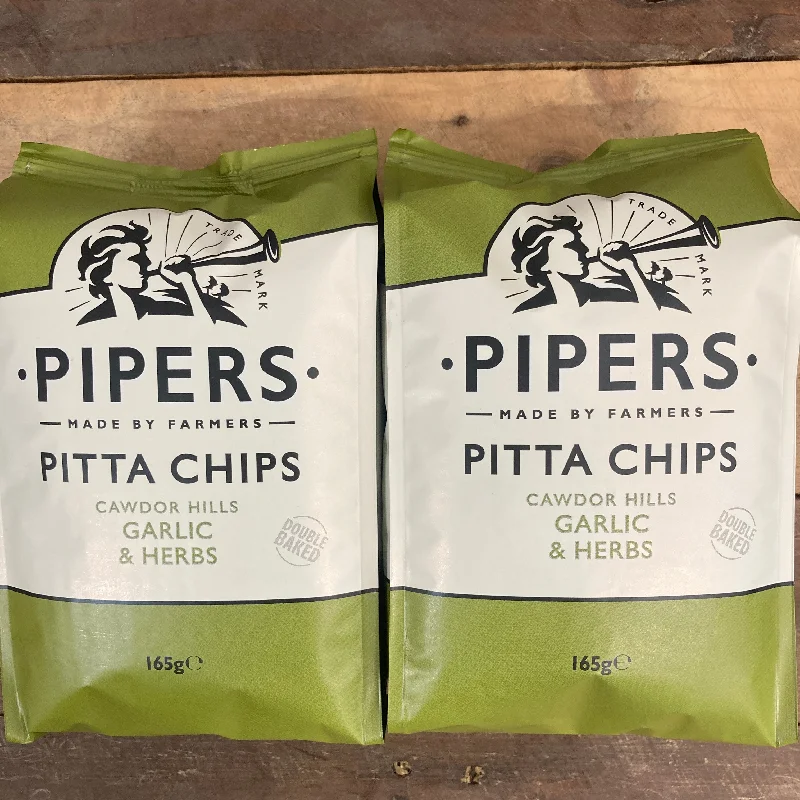 TRADE MARK
·PIPERS·
MADE BY FARMERS
PITTA CHIPS
CAWDOR HILLS
GARLIC
& HERBS
DOUBLE
BAKED
165g℮
TRADE MARK
·PIPERS·
MADE BY FARMERS
PITTA CHIPS
CAWDOR HILLS
GARLIC
& HERBS
DOUBLE
BAKED
165g℮